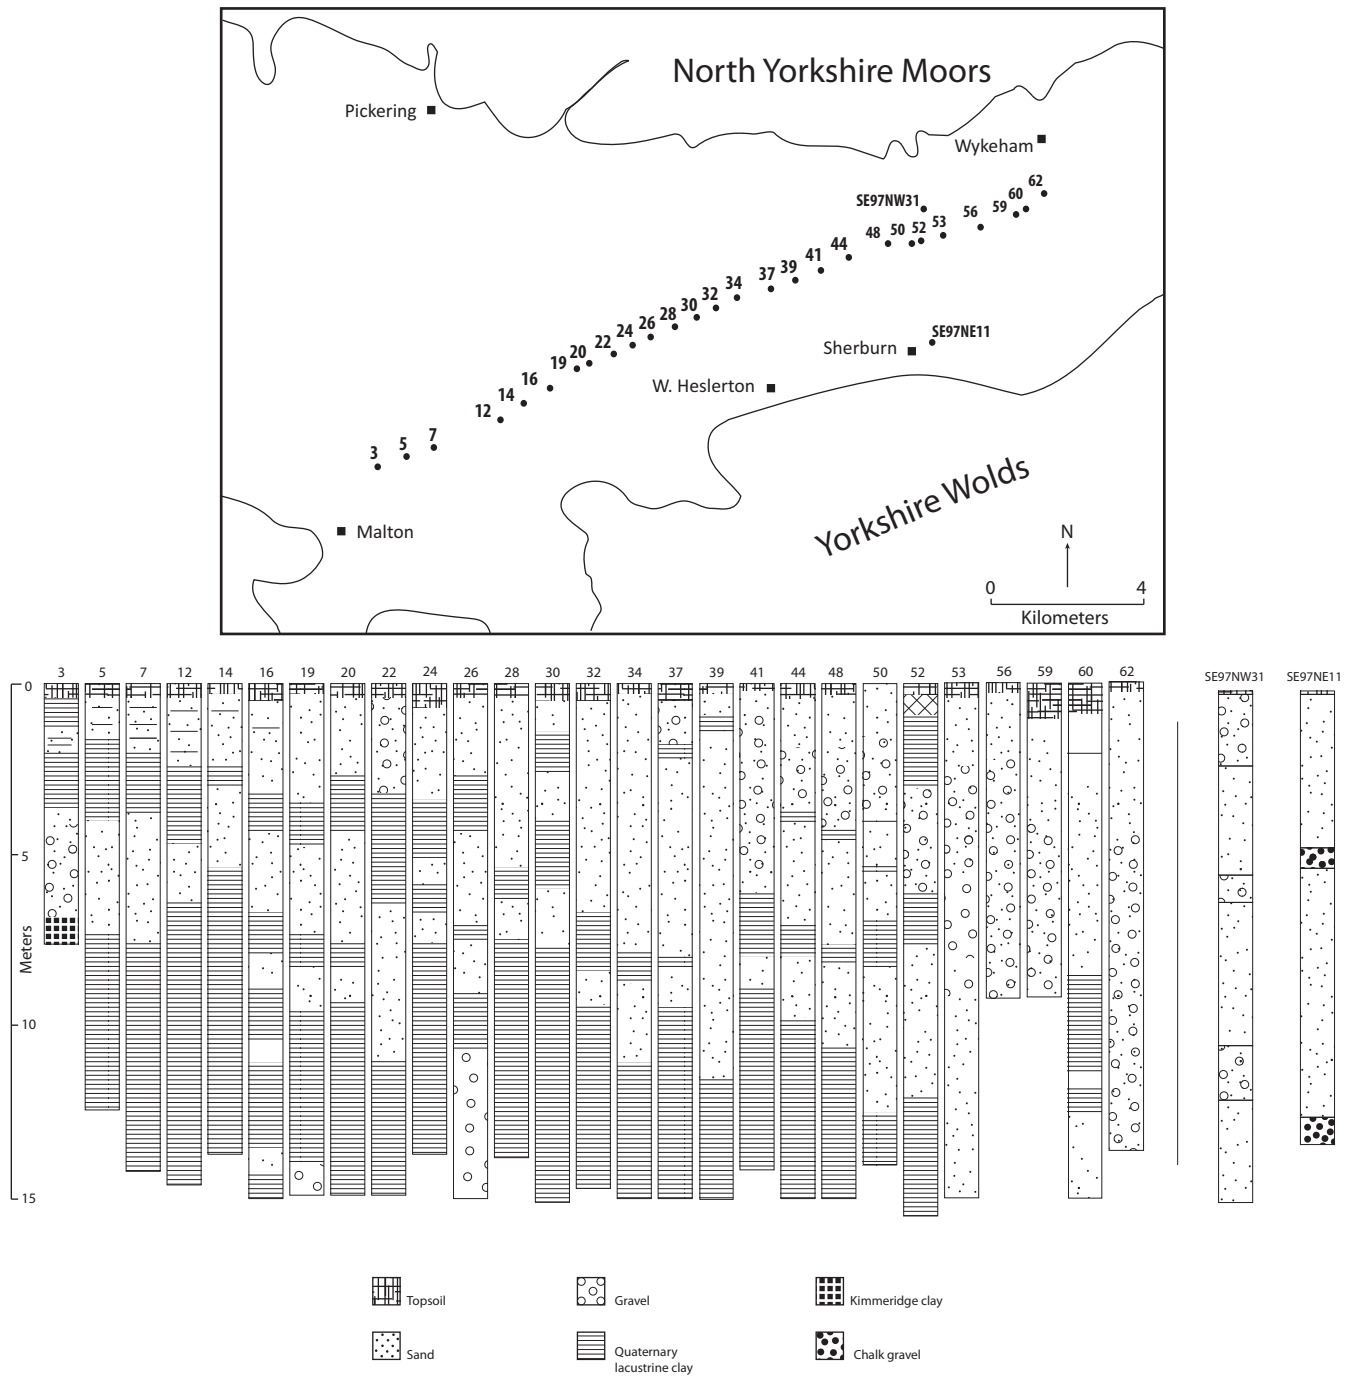 North Yorkshire Moors
Pickering
Wykeham
62
SE97NW31
60
59
56
53
52
50
48
44
41
39
37
34
32
30
28
26
24
22
20
19
16
14
12
7
5
3
SE97NE11
Sherburn
W. Heslerton
Yorkshire Wolds
Malton
N
0 4
Kilometers
3 5 7 12 14 16 19 20 22 24 26 28 30 32 34 37 39 41 44 48 50 52 53 56 59 60 62 SE97NW31 SE97NE11
0
5
Meters
10
15
Topsoil
Gravel
Kimmeridge clay
Sand
Quaternary
lacustrine clay
Chalk gravel